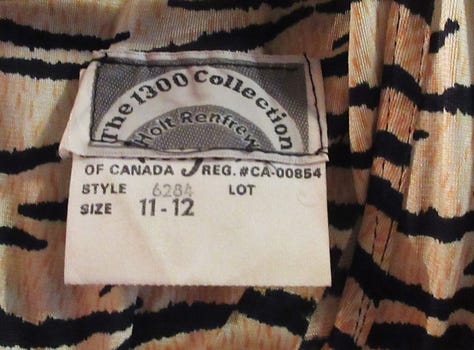 The 1300 Collection
Holt Renfrew
OF CANADA REG. #CA-00854
STYLE 6284 LOT
SIZE 11-12